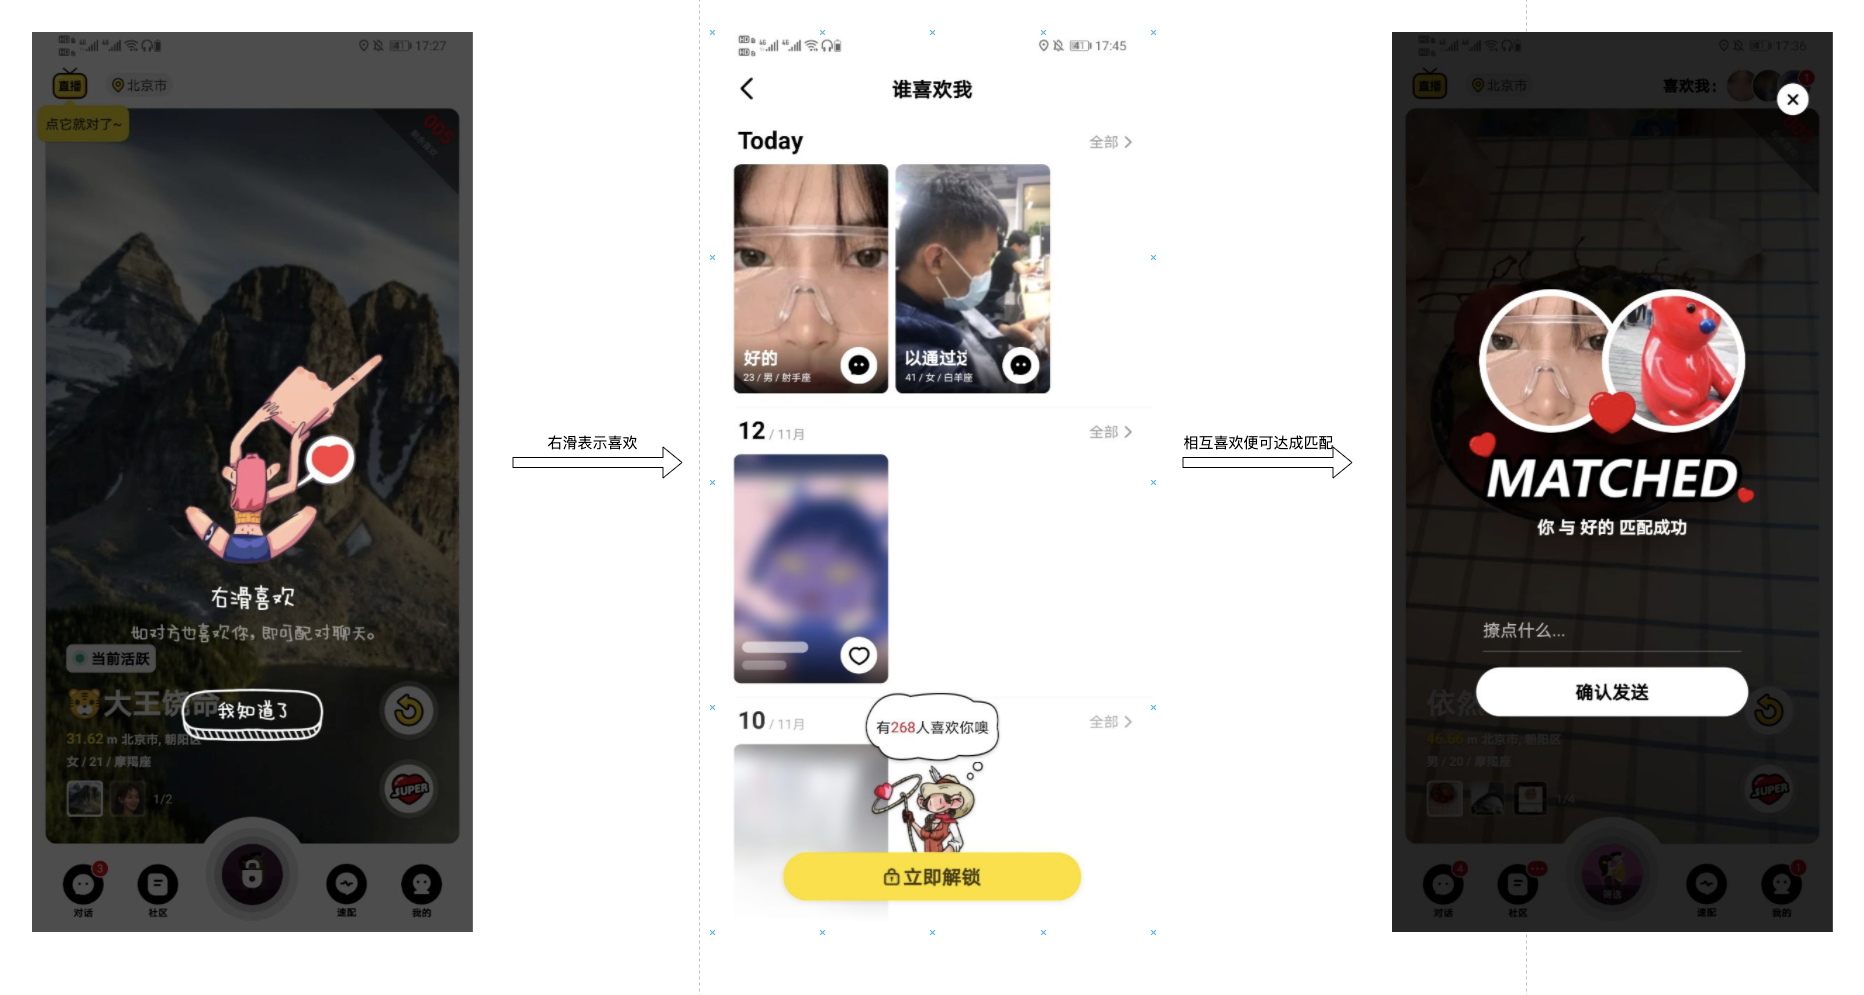 17:27
直播
北京市
点它就对了~
005
右滑喜欢
如对方也喜欢你，即可配对聊天。
当前活跃
大王饶命
我知道了
31.62 m 北京市, 朝阳区
女 / 21 / 摩羯座
1/2
SUPER
3
对话
社区
速配
我的
右滑表示喜欢
41 17:45
谁喜欢我
Today
全部 >
好的
23 / 男 / 射手座
以通过这
41 / 女 / 白羊座
12 / 11月
全部 >
10 / 11月
全部 >
有268人喜欢你噢
立即解锁
相互喜欢便可达成匹配
17:36
直播
北京市
喜欢我：
1
MATCHED
你 与 好的 匹配成功
撩点什么...
确认发送
依然
46.66 m 北京市, 朝阳区
男 / 20 / 摩羯座
1/4
SUPER
4
1
对话
社区
速配
我的